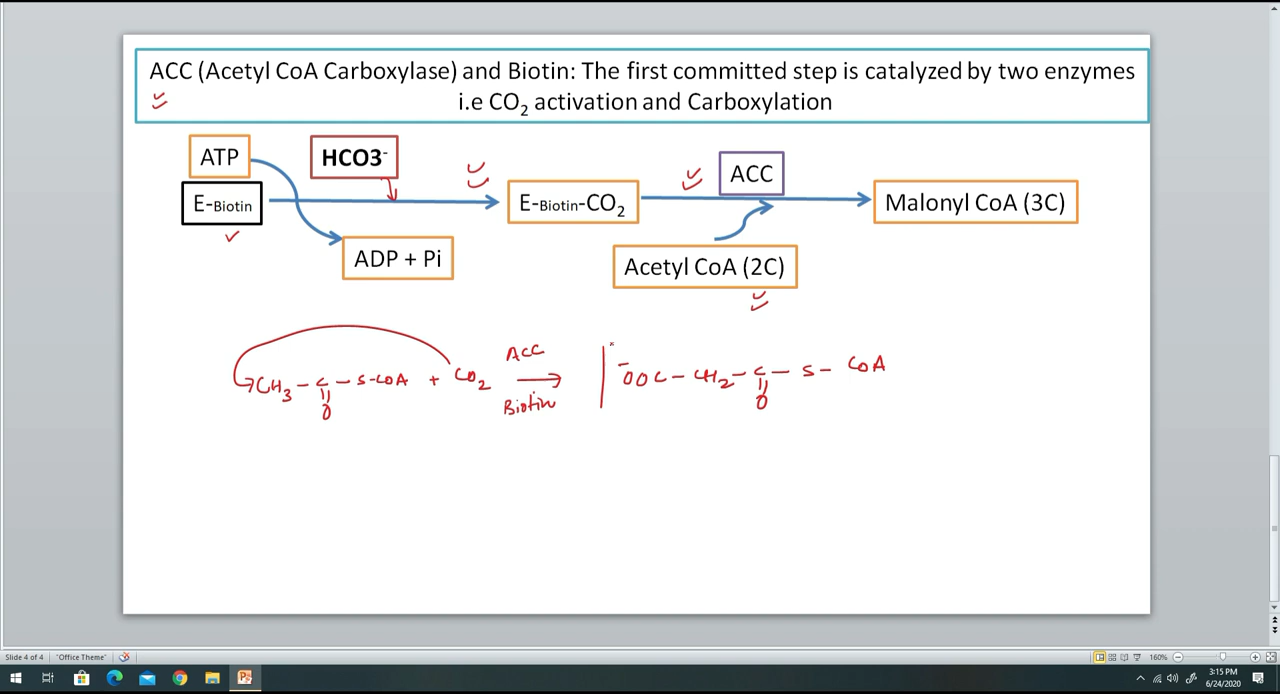 ACC (Acetyl CoA Carboxylase) and Biotin: The first committed step is catalyzed by two enzymes
i.e CO₂ activation and Carboxylation
ATP
HCO3⁻
ACC
E-Biotin
E-Biotin-CO₂
Malonyl CoA (3C)
ADP + Pi
Acetyl CoA (2C)
ACC
CH₃ – C – S-COA + CO₂ → ⁻OOC – CH₂ – C – S – COA
Biotin
O
O
Slide 4 of 4
"Office Theme"
160%
3:15 PM
6/24/2020